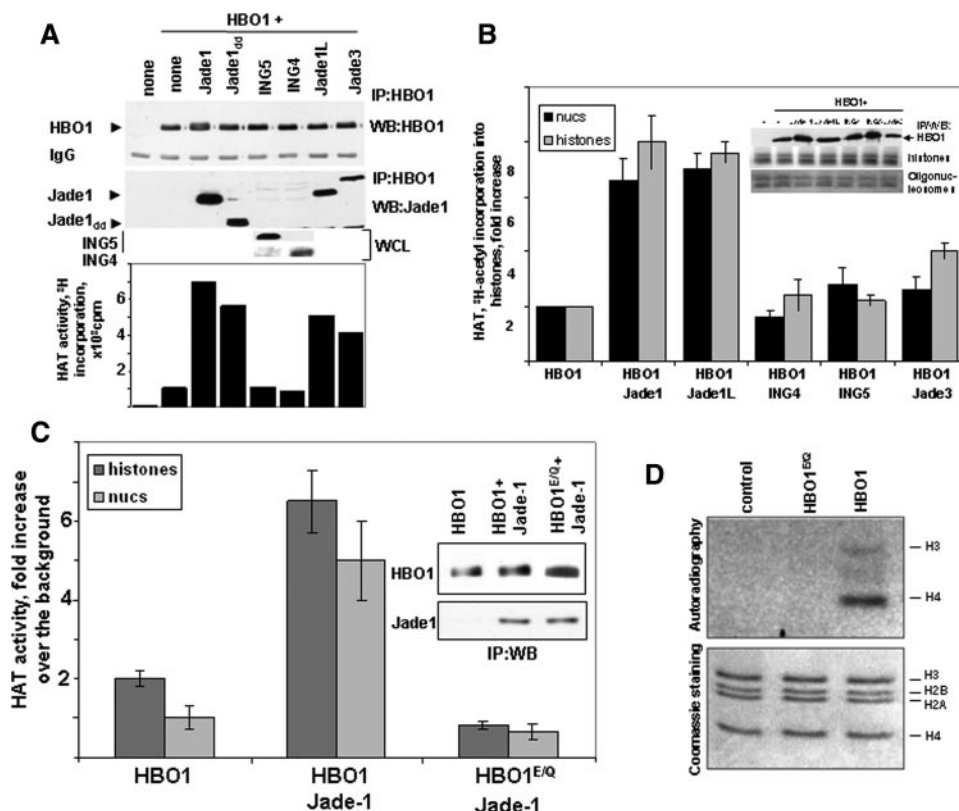 A
HBO1 +
none
none
Jade1
Jade1dd
ING5
ING4
Jade1L
Jade3
IP:HBO1
HBO1
WB:HBO1
IgG
IP:HBO1
Jade1
WB:Jade1
Jade1dd
ING5
ING4
WCL
HAT activity, ³H
incorporation,
6
4
2
B
HAT, ³H-acetyl incorporation into
histones, fold increase
8
6
4
2
nucs
histones
HBO1+
HBO1
histones
Oligonuc-
leosomes
HBO1
HBO1
Jade1
HBO1
Jade1L
HBO1
ING4
HBO1
ING5
HBO1
Jade3
C
HAT activity, fold increase
over the background
6
4
2
histones
nucs
HBO1
HBO1+
Jade-1
HBO1E/Q+
Jade-1
HBO1
Jade1
IP:WB
HBO1
HBO1
Jade-1
HBO1E/Q
Jade-1
D
control
HBO1E/Q
HBO1
Autoradiography
H3
H4
Coomassie staining
H3
H2B
H2A
H4